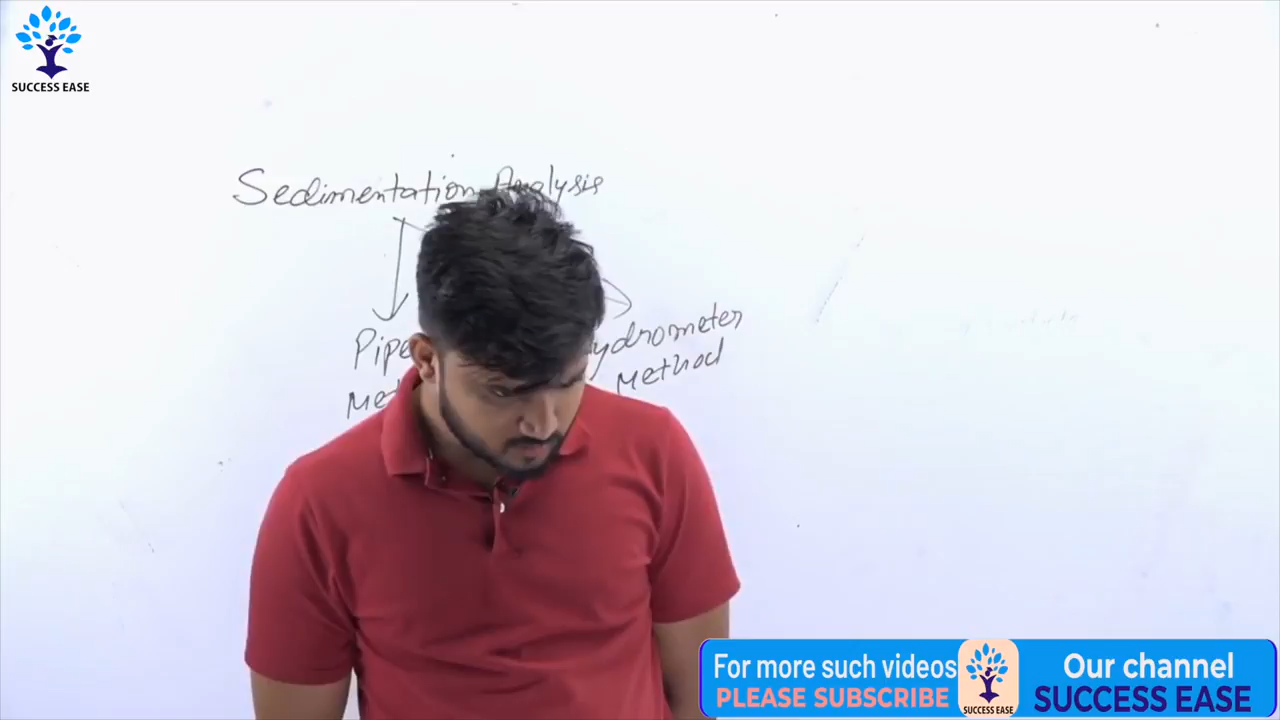 SUCCESS EASE
Sedimentation Analysis
Pipe
Met
ydrometer
Method
For more such videos
PLEASE SUBSCRIBE
SUCCESS EASE
Our channel
SUCCESS EASE